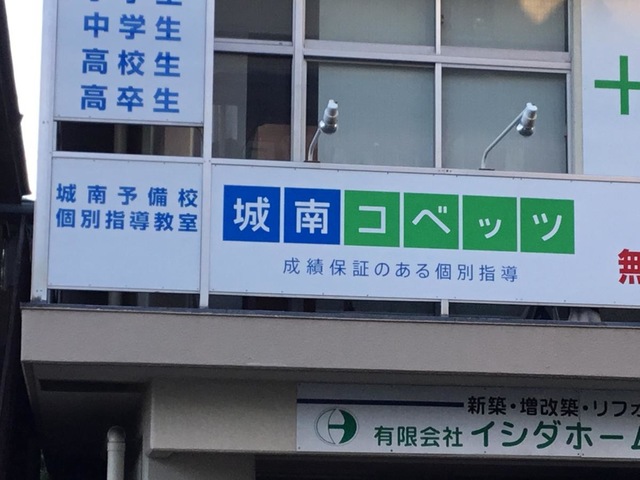 中学生
高校生
高卒生
城南予備校
個別指導教室
城南コベッツ
成績保証のある個別指導
無
新築・増改築・リフォ
有限会社 イシダホーム